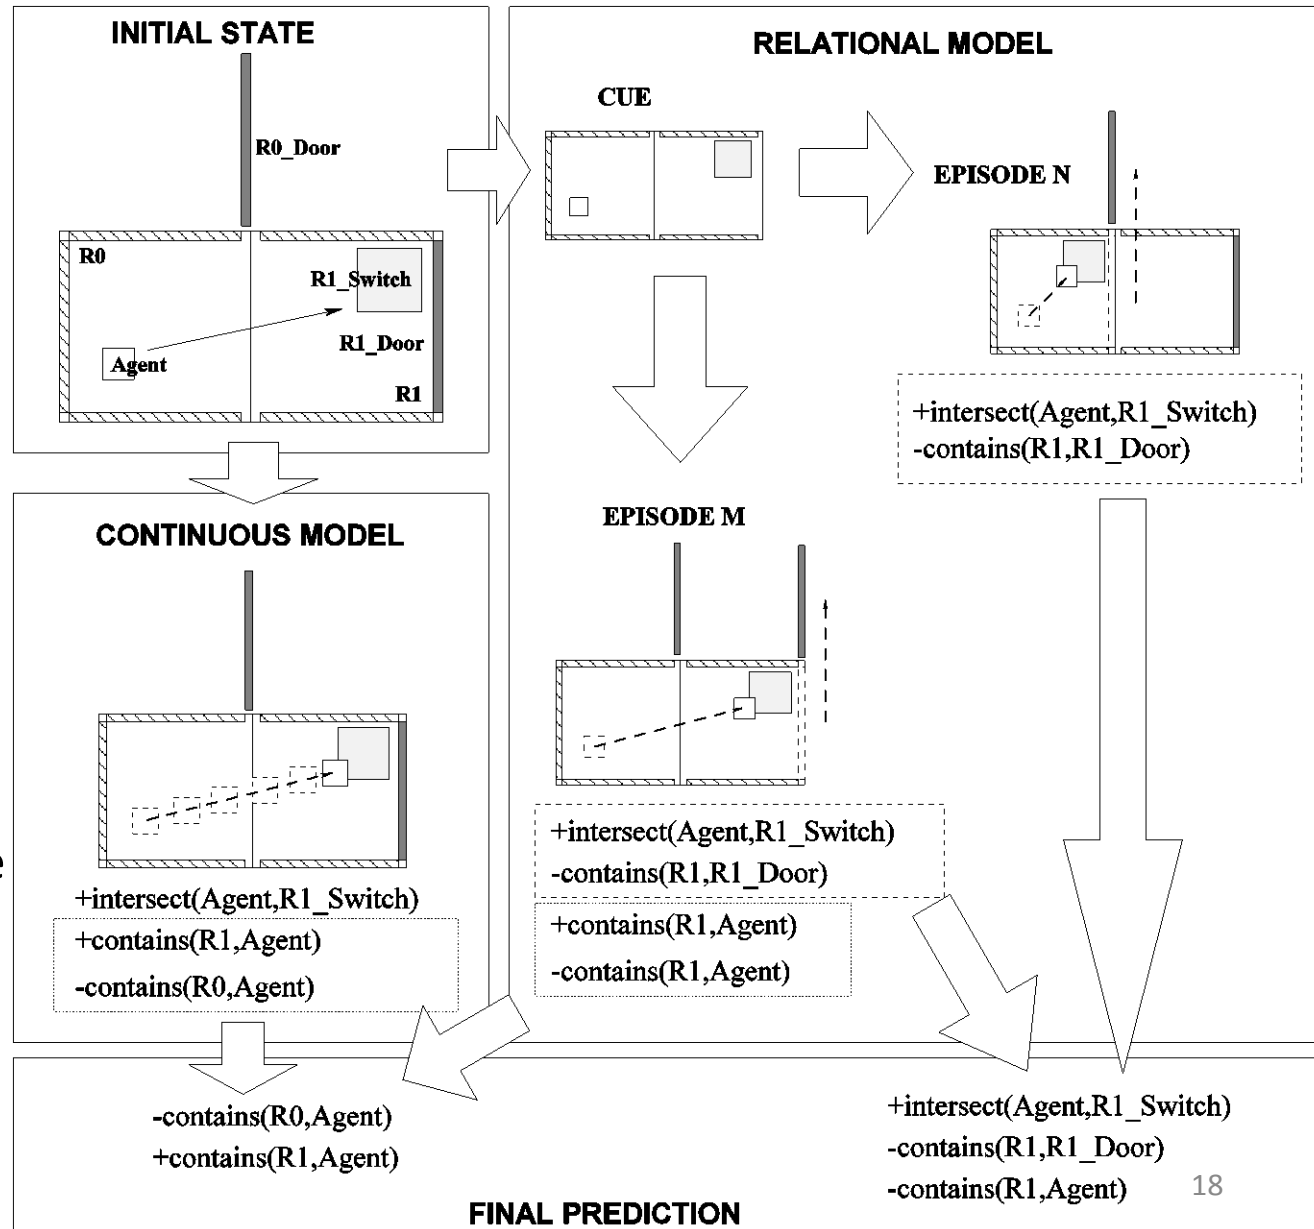 INITIAL STATE
R0_Door
R0
R1_Switch
R1_Door
Agent
R1
RELATIONAL MODEL
CUE
EPISODE N
+intersect(Agent,R1_Switch)
-contains(R1,R1_Door)
EPISODE M
+intersect(Agent,R1_Switch)
-contains(R1,R1_Door)
+contains(R1,Agent)
-contains(R1,Agent)
CONTINUOUS MODEL
+intersect(Agent,R1_Switch)
+contains(R1,Agent)
-contains(R0,Agent)
-contains(R0,Agent)
+contains(R1,Agent)
+intersect(Agent,R1_Switch)
-contains(R1,R1_Door)
-contains(R1,Agent)
18
FINAL PREDICTION